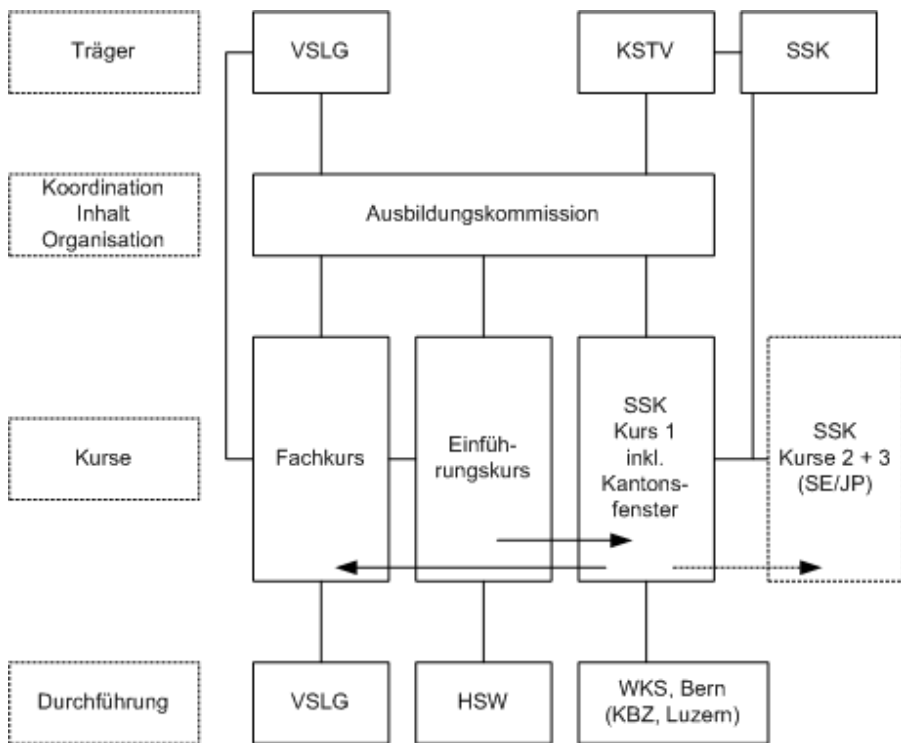 Träger
VSLG
KSTV
SSK
Koordination
Inhalt
Organisation
Ausbildungskommission
Kurse
Fachkurs
Einfüh-
rungskurs
SSK
Kurs 1
inkl.
Kantons-
fenster
SSK
Kurse 2 + 3
(SE/JP)
Durchführung
VSLG
HSW
WKS, Bern
(KBZ, Luzern)